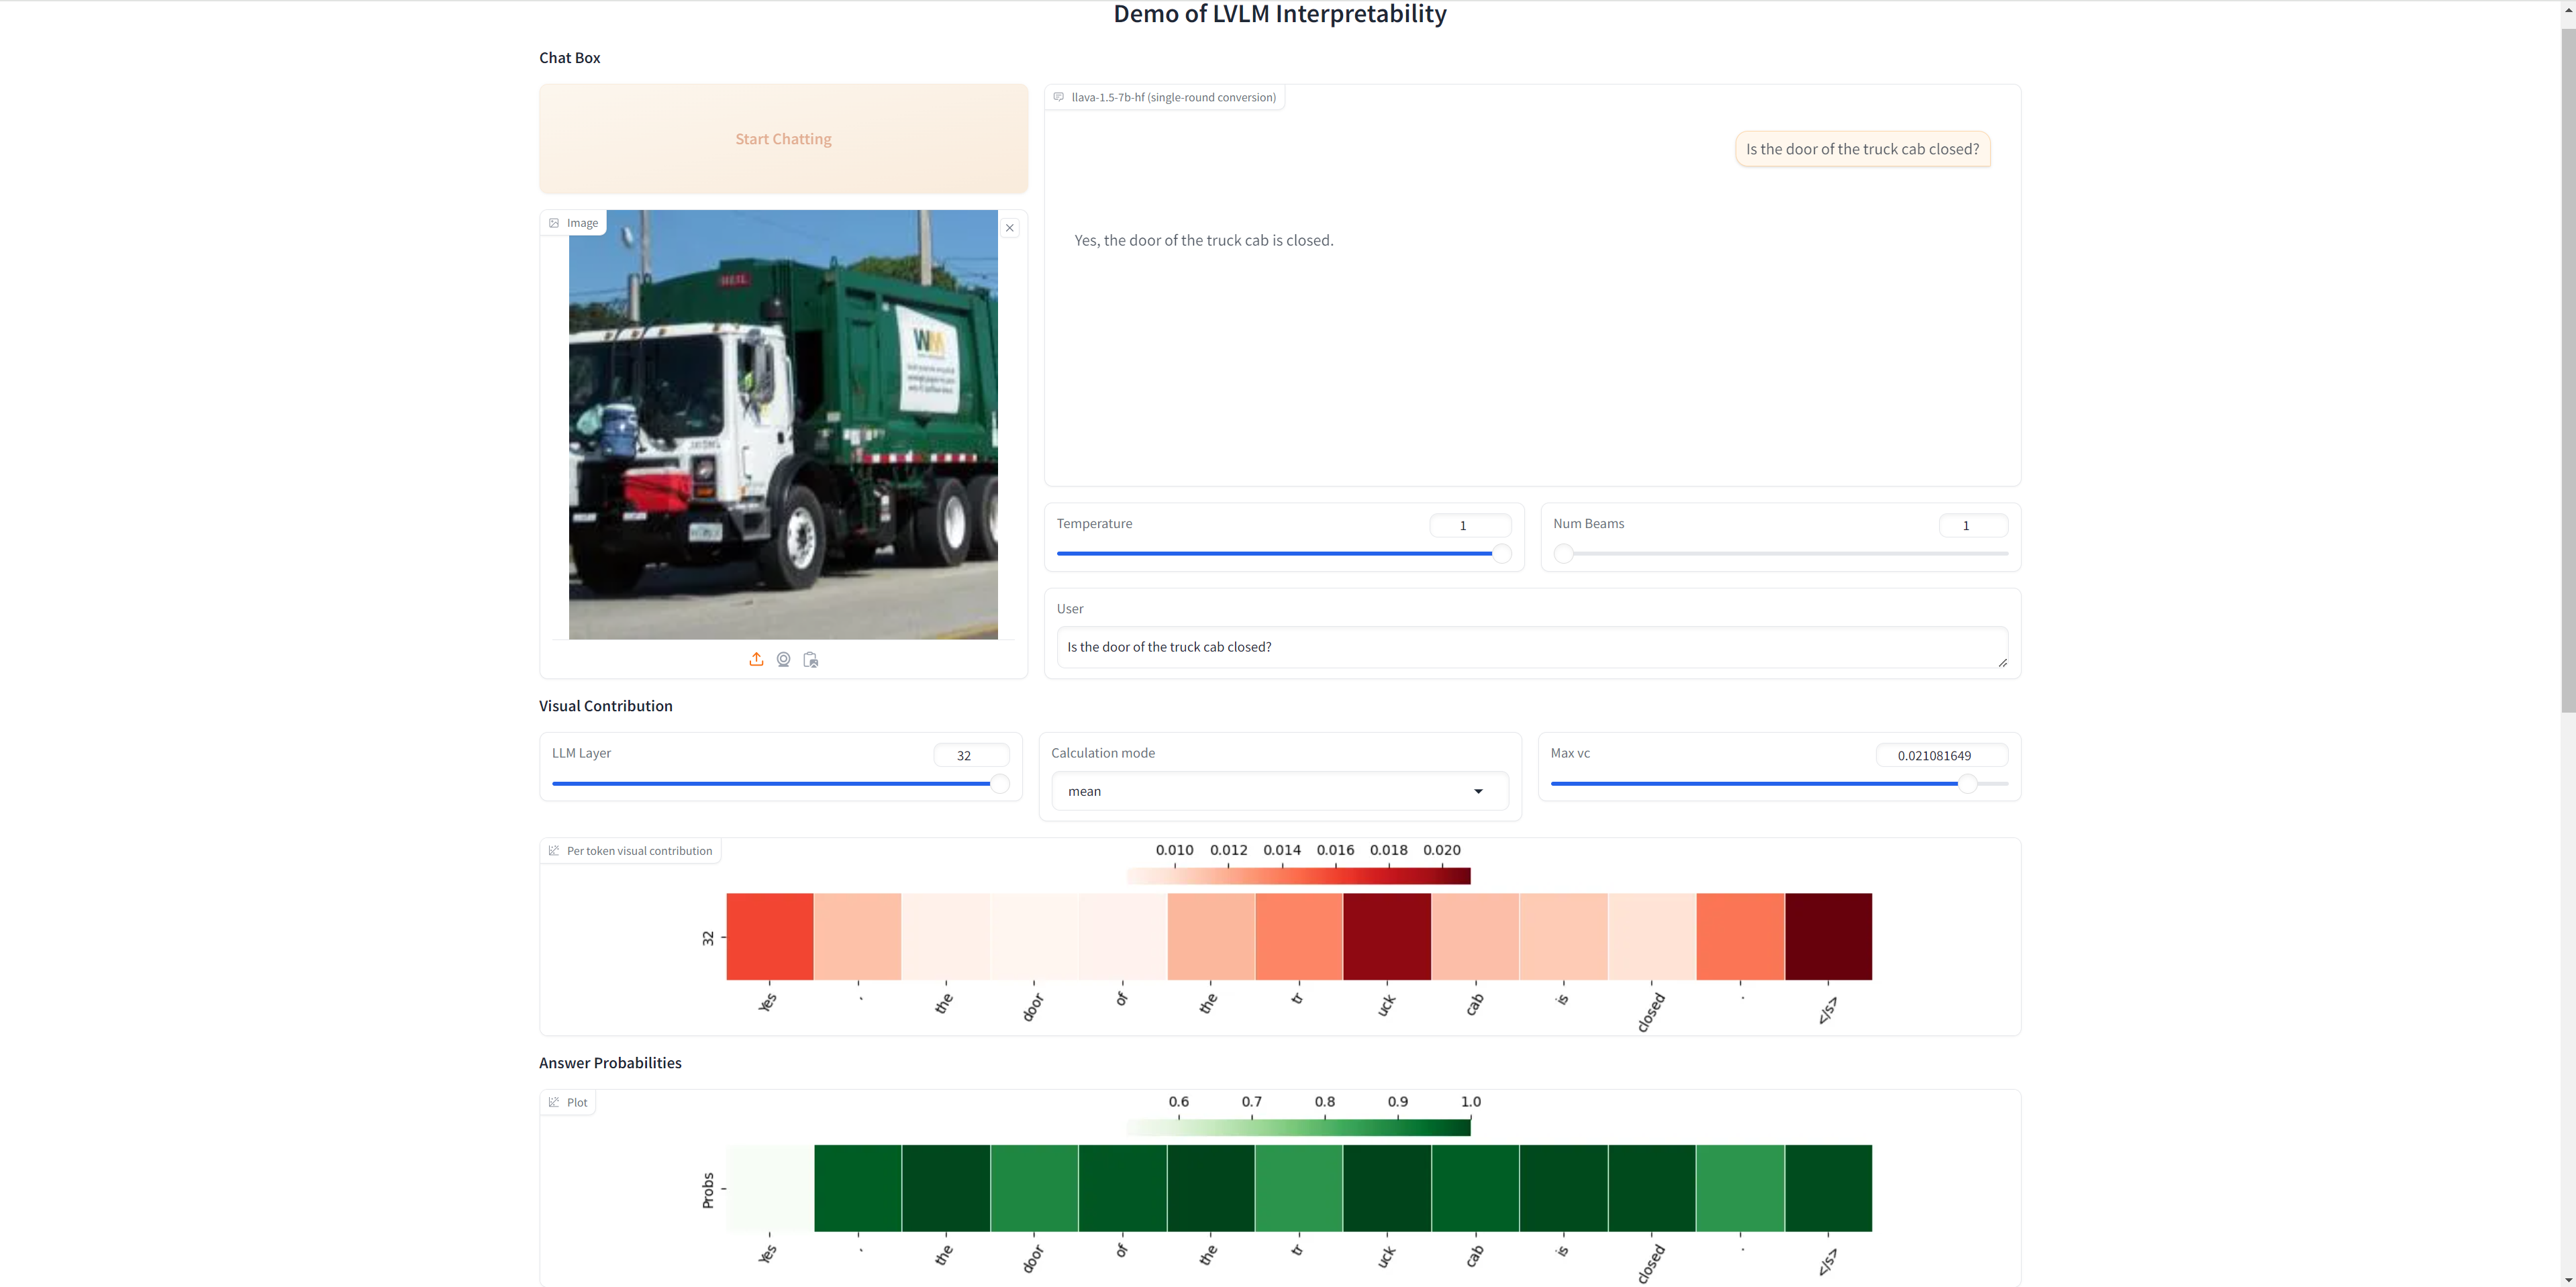 Demo of LVLM Interpretability
Chat Box
Start Chatting
llava-1.5-7b-hf (single-round conversion)
Is the door of the truck cab closed?
Image
HEIL
WM
Yes, the door of the truck cab is closed.
Temperature
1
Num Beams
1
User
Is the door of the truck cab closed?
Visual Contribution
LLM Layer
32
Calculation mode
mean
Max vc
0.021081649
Per token visual contribution
0.010 0.012 0.014 0.016 0.018 0.020
32
Yes , the door of the tr uck cab is closed . </s>
Answer Probabilities
Plot
0.6 0.7 0.8 0.9 1.0
Probs
Yes , the door of the tr uck cab is closed . </s>